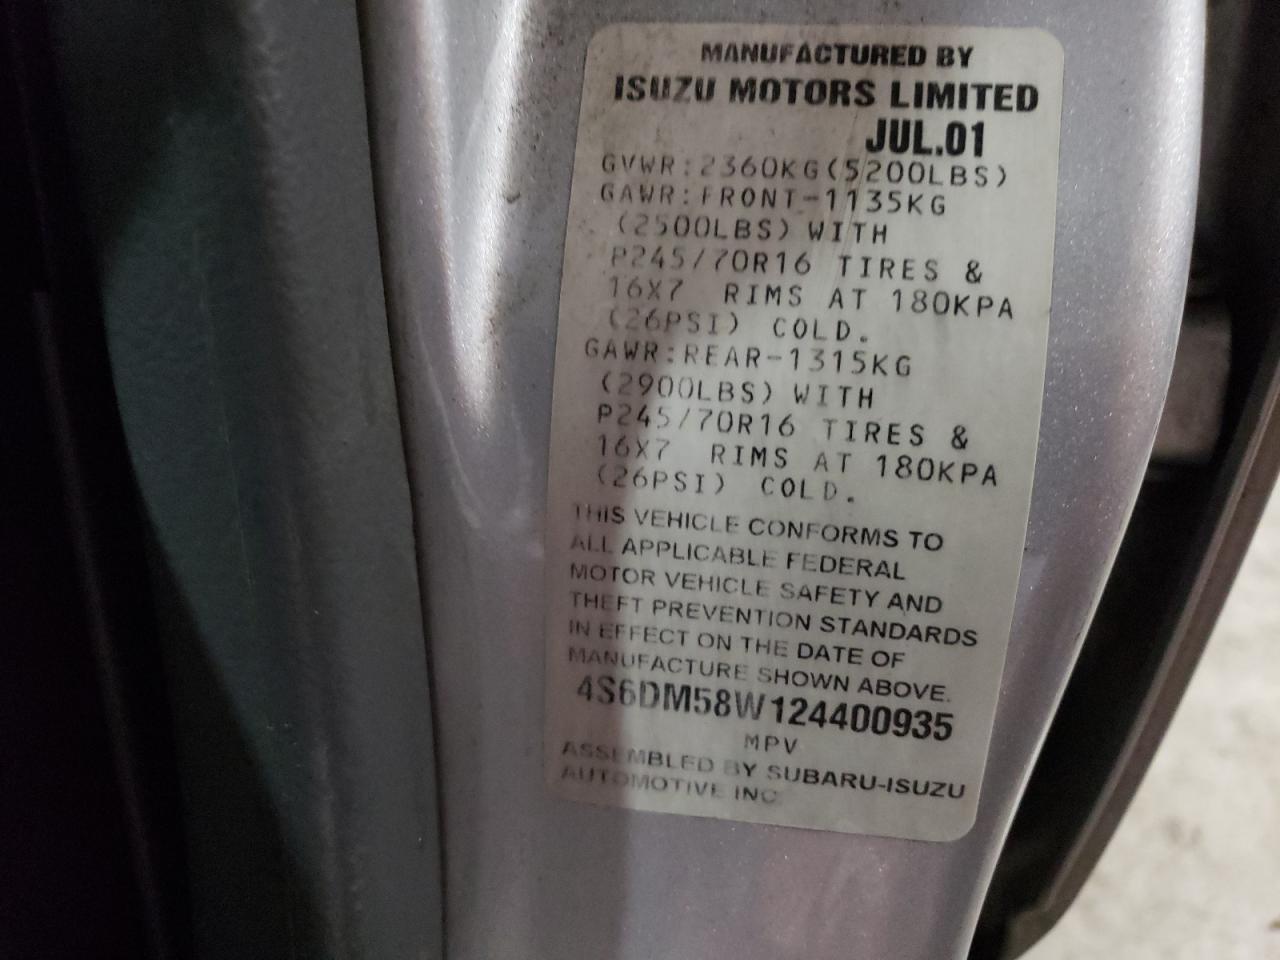 MANUFACTURED BY
ISUZU MOTORS LIMITED
JUL.01
GVWR:2360KG(5200LBS)
GAWR:FRONT-1135KG
(2500LBS) WITH
P245/70R16 TIRES &
16X7 RIMS AT 180KPA
(26PSI) COLD.
GAWR:REAR-1315KG
(2900LBS) WITH
P245/70R16 TIRES &
16X7 RIMS AT 180KPA
(26PSI) COLD.
THIS VEHICLE CONFORMS TO
ALL APPLICABLE FEDERAL
MOTOR VEHICLE SAFETY AND
THEFT PREVENTION STANDARDS
IN EFFECT ON THE DATE OF
MANUFACTURE SHOWN ABOVE.
4S6DM58W124400935
MPV
ASSEMBLED BY SUBARU-ISUZU
AUTOMOTIVE INC